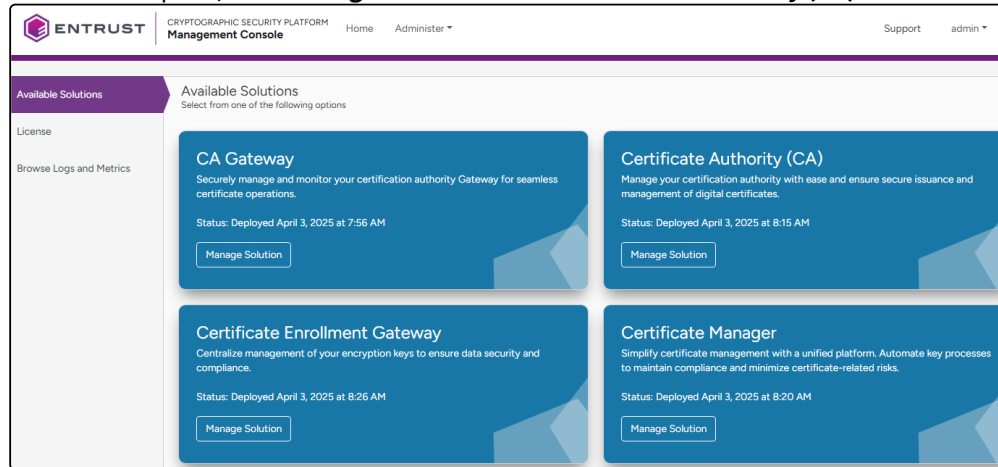 ENTRUST
CRYPTOGRAPHIC SECURITY PLATFORM
Management Console
Home
Administer
Support
admin
Available Solutions
License
Browse Logs and Metrics
Available Solutions
Select from one of the following options
CA Gateway
Securely manage and monitor your certification authority Gateway for seamless
certificate operations.
Status: Deployed April 3, 2025 at 7:56 AM
Manage Solution
Certificate Authority (CA)
Manage your certification authority with ease and ensure secure issuance and
management of digital certificates.
Status: Deployed April 3, 2025 at 8:15 AM
Manage Solution
Certificate Enrollment Gateway
Centralize management of your encryption keys to ensure data security and
compliance.
Status: Deployed April 3, 2025 at 8:26 AM
Manage Solution
Certificate Manager
Simplify certificate management with a unified platform. Automate key processes
to maintain compliance and minimize certificate-related risks.
Status: Deployed April 3, 2025 at 8:20 AM
Manage Solution